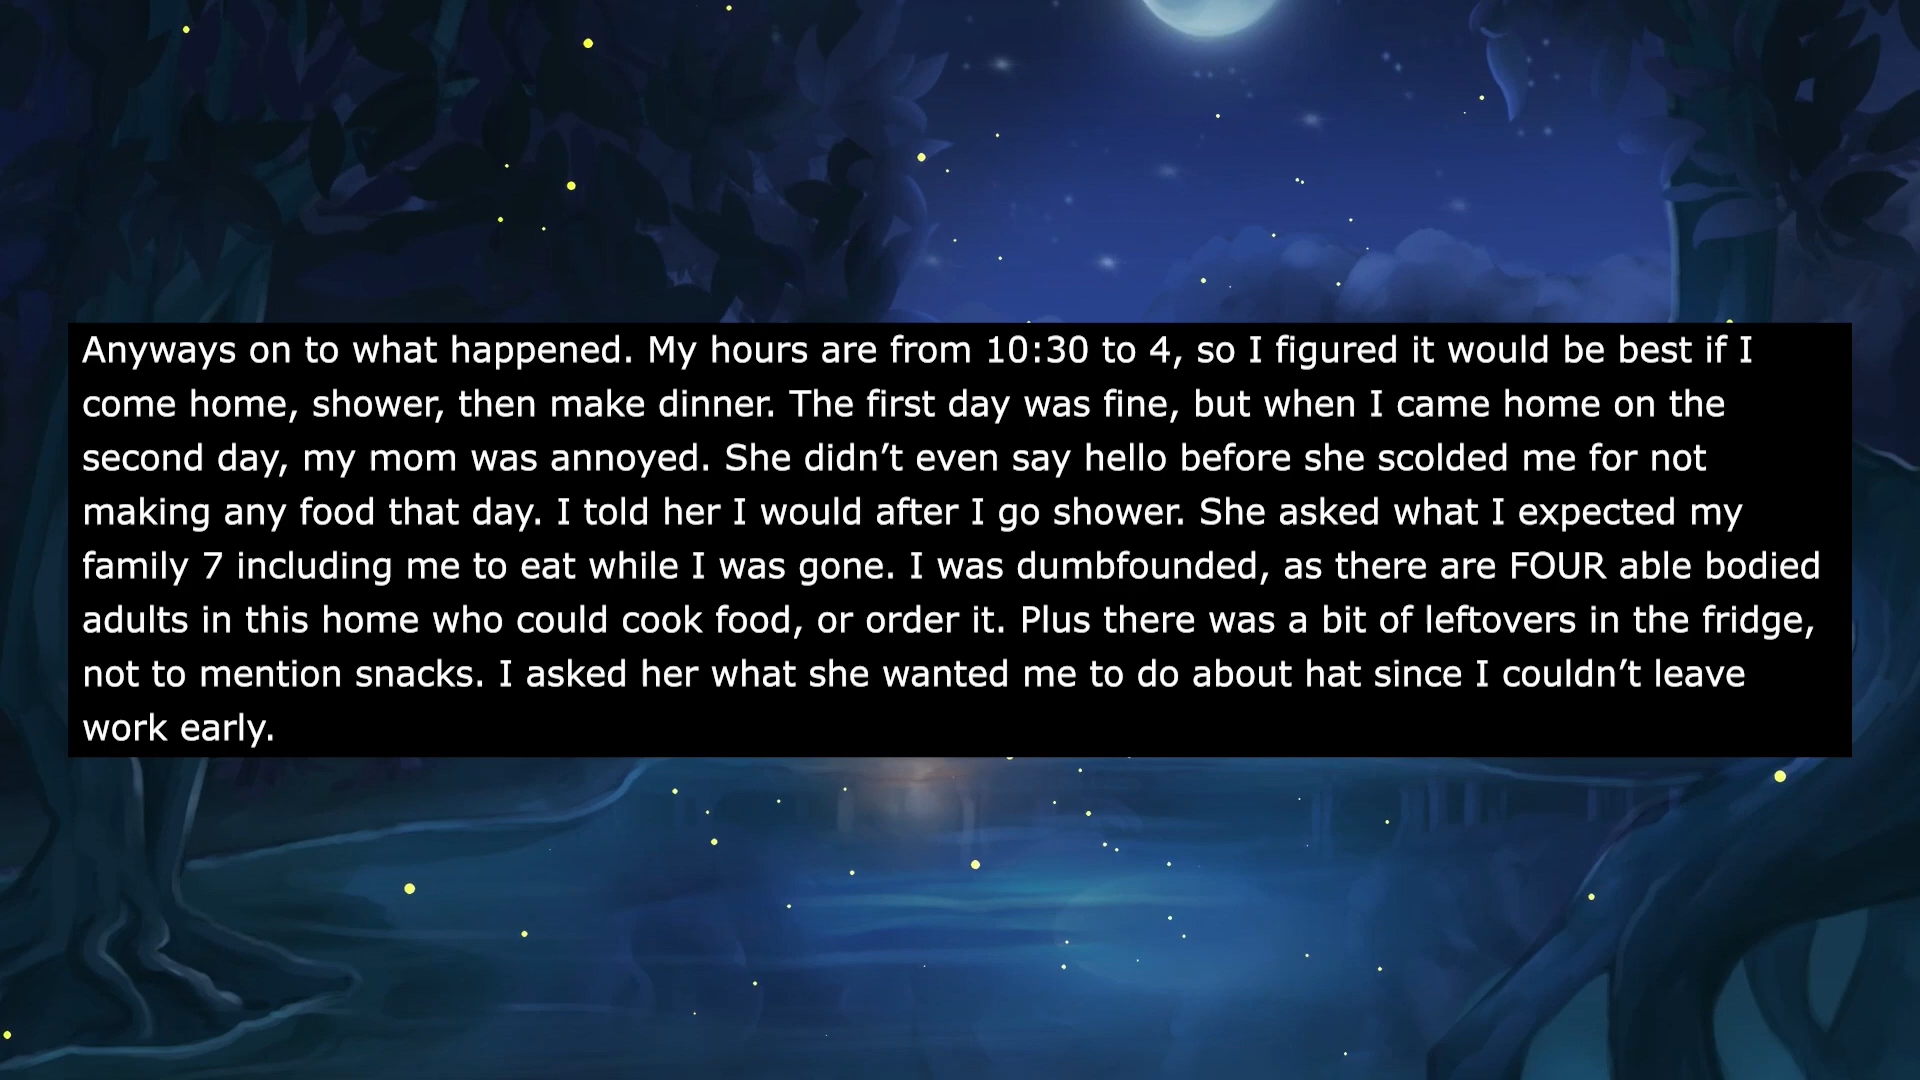 Anyways on to what happened. My hours are from 10:30 to 4, so I figured it would be best if I
come home, shower, then make dinner. The first day was fine, but when I came home on the
second day, my mom was annoyed. She didn’t even say hello before she scolded me for not
making any food that day. I told her I would after I go shower. She asked what I expected my
family 7 including me to eat while I was gone. I was dumbfounded, as there are FOUR able bodied
adults in this home who could cook food, or order it. Plus there was a bit of leftovers in the fridge,
not to mention snacks. I asked her what she wanted me to do about hat since I couldn’t leave
work early.